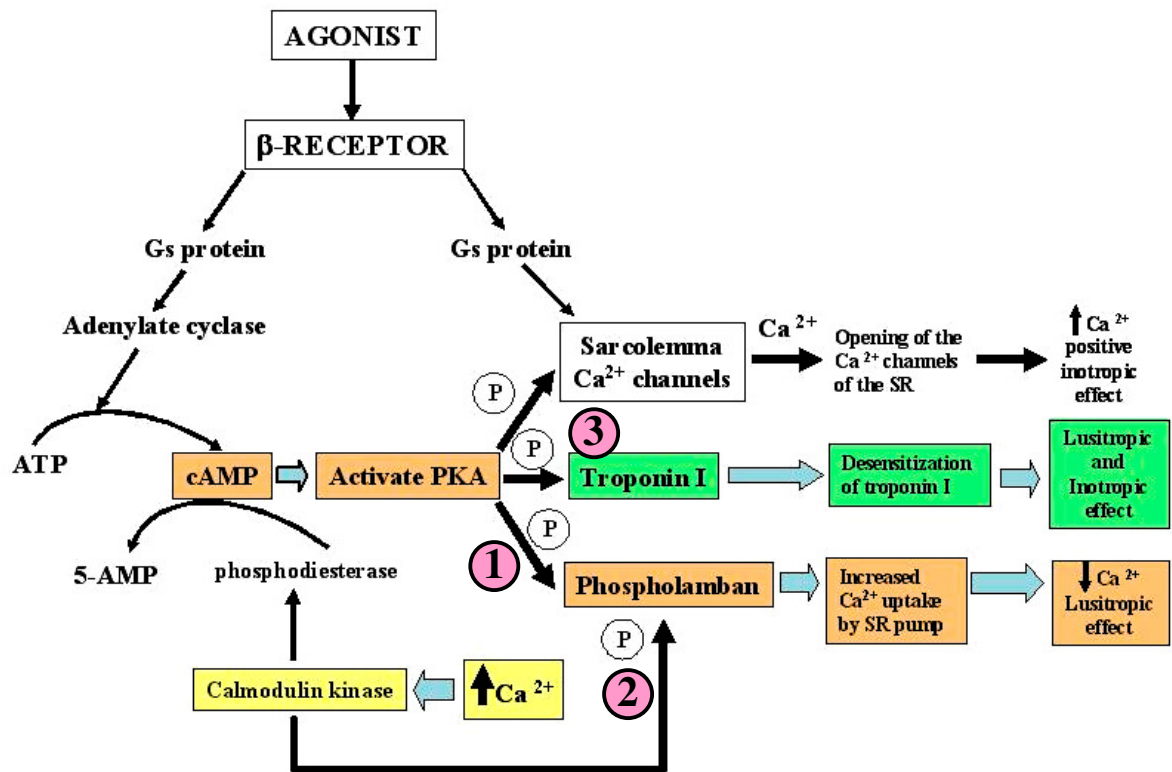 AGONIST
β-RECEPTOR
Gs protein
Gs protein
Adenylate cyclase
Sarcolemma
Ca²⁺ channels
Ca ²⁺
Opening of the
Ca ²⁺ channels
of the SR
Ca ²⁺
positive
inotropic
effect
P
3
P
ATP
cAMP
Activate PKA
Troponin I
Desensitization
of troponin I
Lusitropic
and
Inotropic
effect
P
1
5-AMP
phosphodiesterase
Phospholamban
Increased
Ca²⁺ uptake
by SR pump
Ca ²⁺
Lusitropic
effect
P
2
Calmodulin kinase
Ca ²⁺